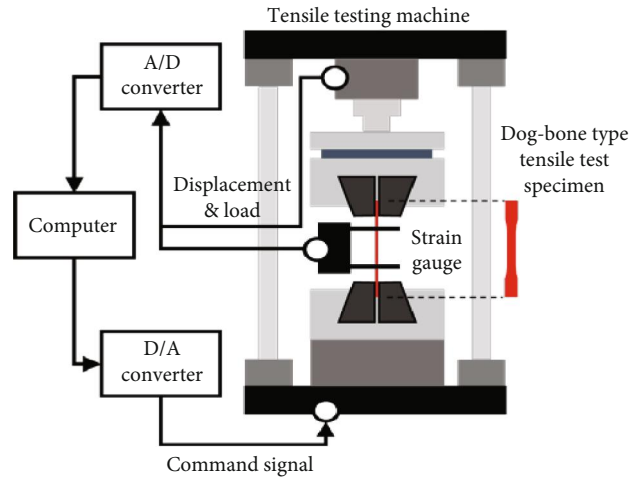 Tensile testing machine
A/D
converter
Dog-bone type
tensile test
specimen
Displacement
& load
Computer
Strain
gauge
D/A
converter
Command signal